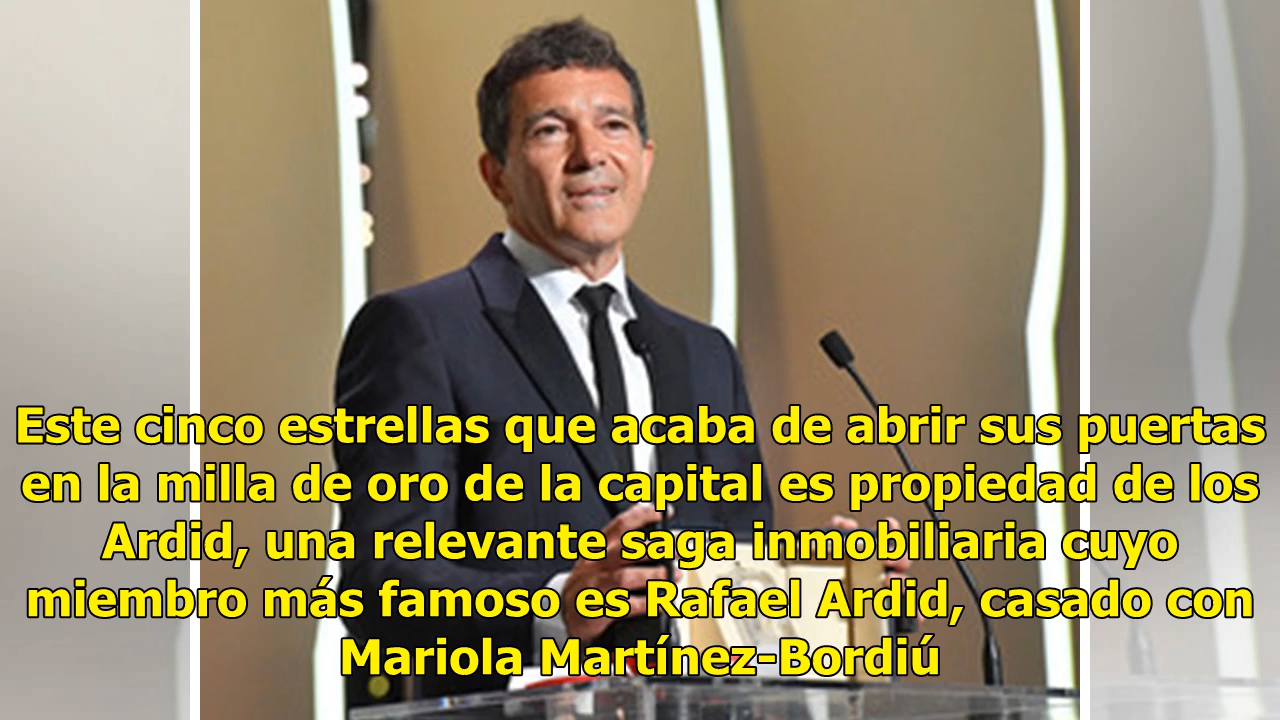 Este cinco estrellas que acaba de abrir sus puertas
en la milla de oro de la capital es propiedad de los
Ardid, una relevante saga inmobiliaria cuyo
miembro más famoso es Rafael Ardid, casado con
Mariola Martínez-Bordiú